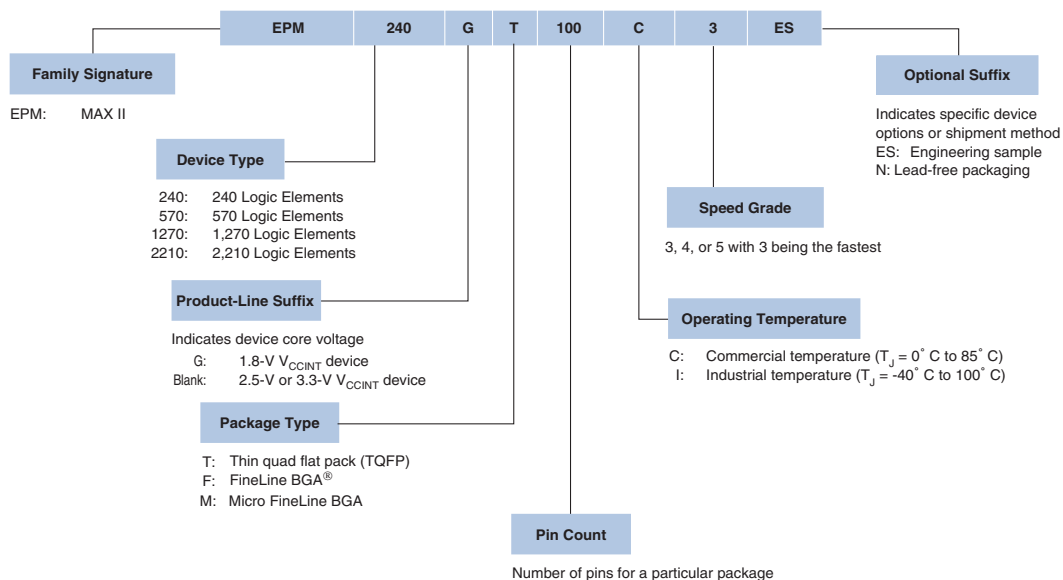 EPM 240 G T 100 C 3 ES
Family Signature
EPM: MAX II
Optional Suffix
Indicates specific device
options or shipment method
ES: Engineering sample
N: Lead-free packaging
Device Type
240: 240 Logic Elements
570: 570 Logic Elements
1270: 1,270 Logic Elements
2210: 2,210 Logic Elements
Speed Grade
3, 4, or 5 with 3 being the fastest
Product-Line Suffix
Indicates device core voltage
G: 1.8-V VCCINT device
Blank: 2.5-V or 3.3-V VCCINT device
Operating Temperature
C: Commercial temperature (TJ = 0° C to 85° C)
I: Industrial temperature (TJ = -40° C to 100° C)
Package Type
T: Thin quad flat pack (TQFP)
F: FineLine BGA®
M: Micro FineLine BGA
Pin Count
Number of pins for a particular package